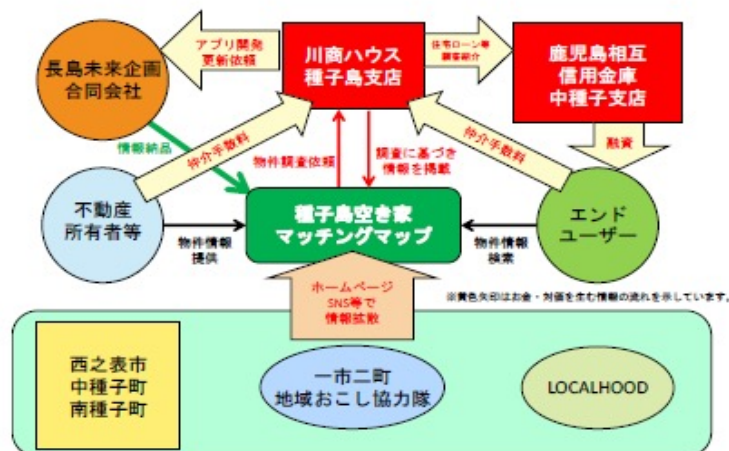 アプリ開発
更新依頼
長島未来企画
合同会社
川商ハウス
種子島支店
住宅ローン等
顧客紹介
鹿児島相互
信用金庫
中種子支店
情報納品
仲介手数料
物件調査依頼
調査に基づき
情報を掲載
仲介手数料
融資
不動産
所有者等
物件情報
提供
種子島空き家
マッチングマップ
物件情報
検索
エンド
ユーザー
ホームページ
SNS等で
情報拡散
※黄色矢印はお金・対価を生む情報の流れを示しています。
西之表市
中種子町
南種子町
一市二町
地域おこし協力隊
LOCALHOOD